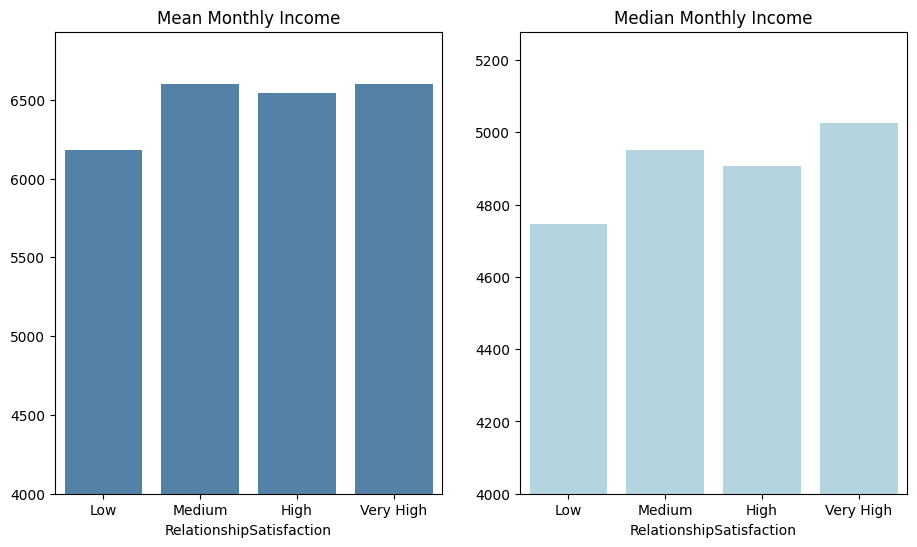 Mean Monthly Income
6500
6000
5500
5000
4500
4000
Low Medium High Very High
RelationshipSatisfaction
Median Monthly Income
5200
5000
4800
4600
4400
4200
4000
Low Medium High Very High
RelationshipSatisfaction